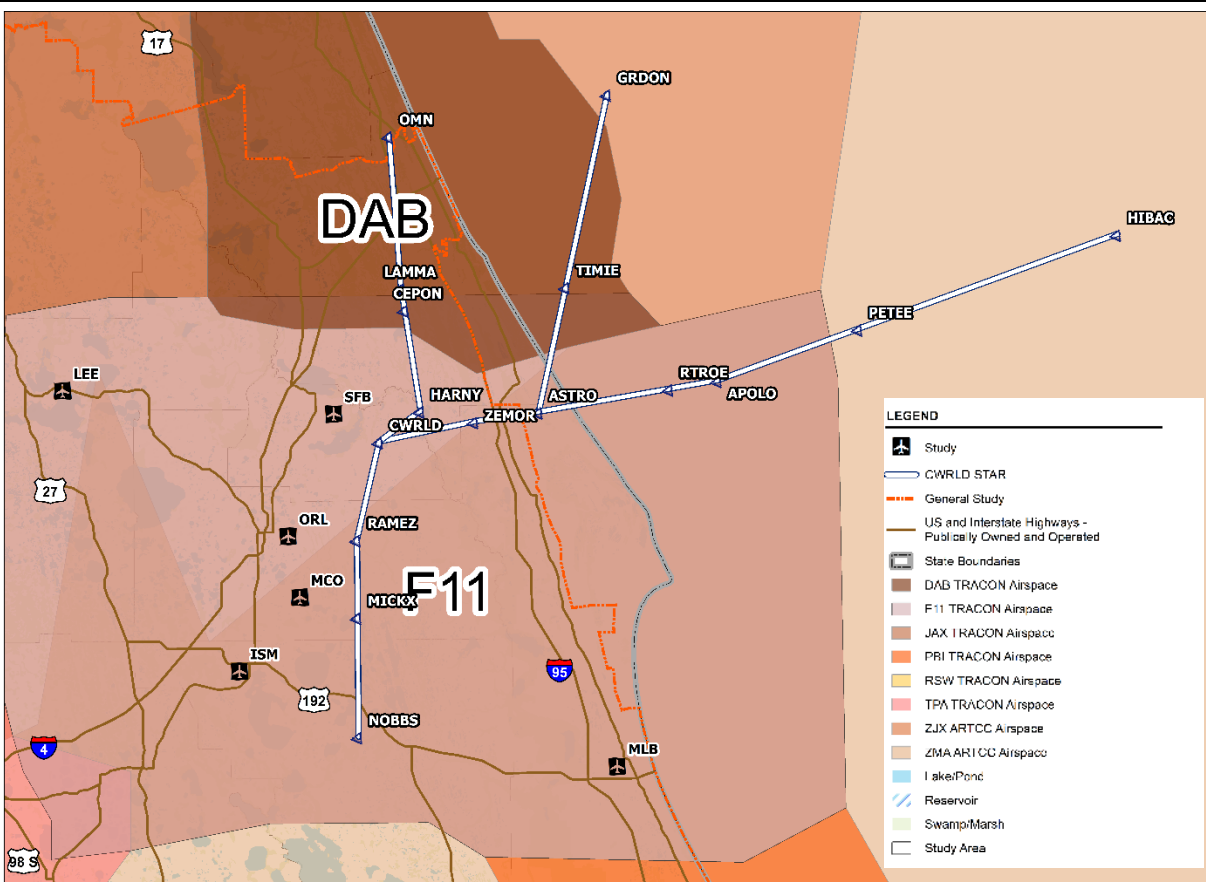 17
GRDON
OMN
DAB
HIBAC
LAMMA
TIMIE
CEPON
PETEE
LEE
SFB
HARNY
ZEMOR
ASTRO
RTROE
APOLO
CWRLD
27
ORL
RAMEZ
MCO
MICKX
F11
ISM
192
95
NOBBS
4
MLB
98 S
LEGEND
Study
CWRLD STAR
General Study
US and Interstate Highways -
Publically Owned and Operated
State Boundaries
DAB TRACON Airspace
F11 TRACON Airspace
JAX TRACON Airspace
PBI TRACON Airspace
RSW TRACON Airspace
TPA TRACON Airspace
ZJX ARTCC Airspace
ZMA ARTCC Airspace
Lake/Pond
Reservoir
Swamp/Marsh
Study Area